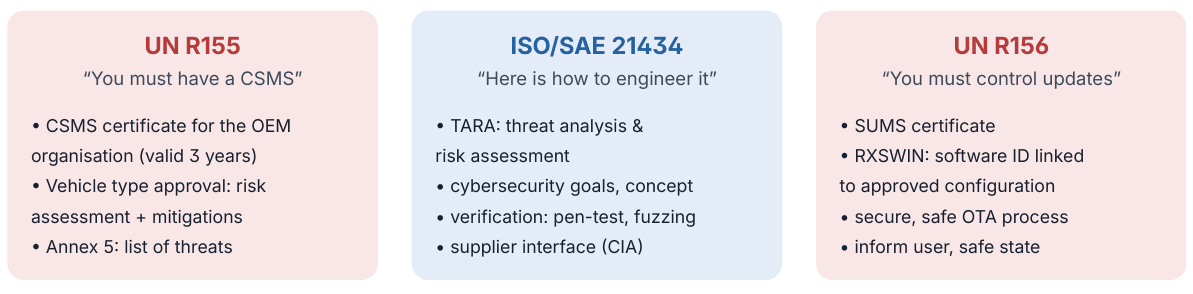 UN R155
“You must have a CSMS”
• CSMS certificate for the OEM
organisation (valid 3 years)
• Vehicle type approval: risk
assessment + mitigations
• Annex 5: list of threats
ISO/SAE 21434
“Here is how to engineer it”
• TARA: threat analysis &
risk assessment
• cybersecurity goals, concept
• verification: pen-test, fuzzing
• supplier interface (CIA)
UN R156
“You must control updates”
• SUMS certificate
• RXSWIN: software ID linked
to approved configuration
• secure, safe OTA process
• inform user, safe state